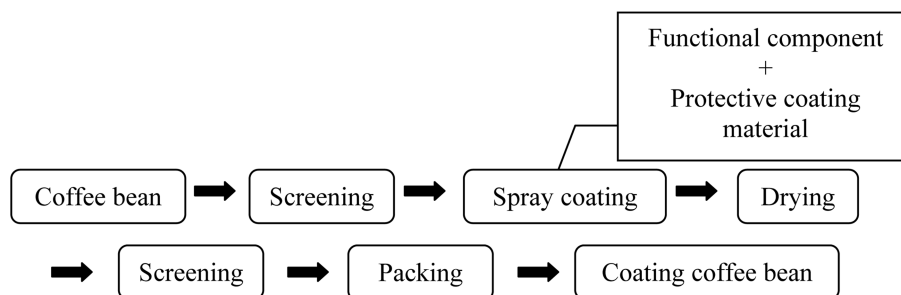 Functional component
+
Protective coating
material
Coffee bean
Screening
Spray coating
Drying
Screening
Packing
Coating coffee bean